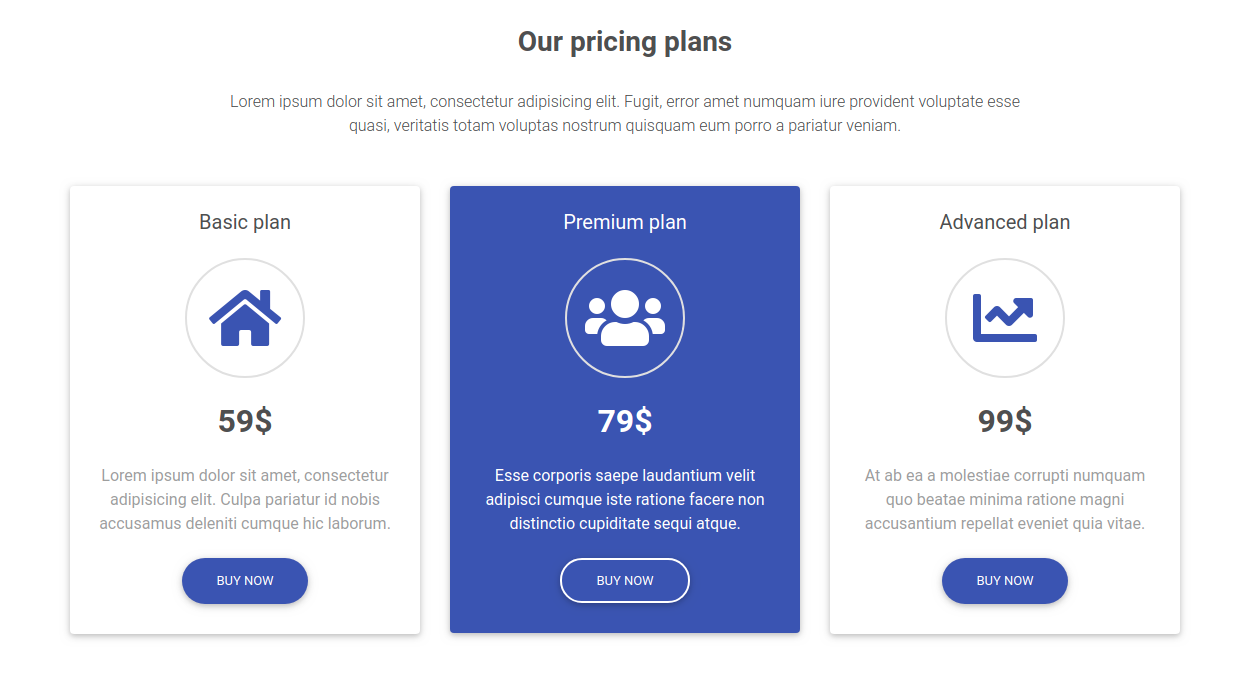 Our pricing plans
Lorem ipsum dolor sit amet, consectetur adipisicing elit. Fugit, error amet numquam iure provident voluptate esse
quasi, veritatis totam voluptas nostrum quisquam eum porro a pariatur veniam.
Basic plan
59$
Lorem ipsum dolor sit amet, consectetur
adipisicing elit. Culpa pariatur id nobis
accusamus deleniti cumque hic laborum.
BUY NOW
Premium plan
79$
Esse corporis saepe laudantium velit
adipisci cumque iste ratione facere non
distinctio cupiditate sequi atque.
BUY NOW
Advanced plan
99$
At ab ea a molestiae corrupti numquam
quo beatae minima ratione magni
accusantium repellat eveniet quia vitae.
BUY NOW